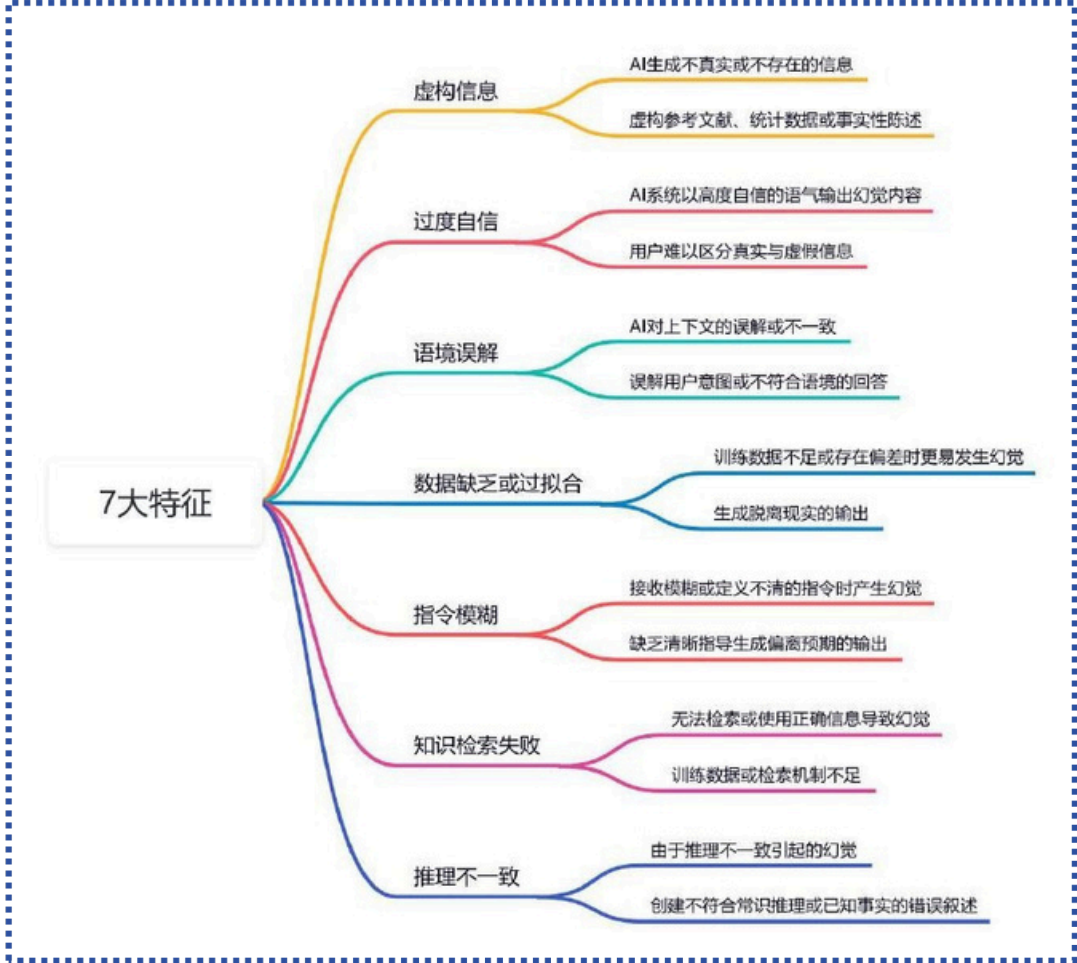 7大特征
虚构信息
AI生成不真实或不存在的信息
虚构参考文献、统计数据或事实性陈述
过度自信
AI系统以高度自信的语气输出幻觉内容
用户难以区分真实与虚假信息
语境误解
AI对上下文的误解或不一致
误解用户意图或不符合语境的回答
数据缺乏或过拟合
训练数据不足或存在偏差时更易发生幻觉
生成脱离现实的输出
指令模糊
接收模糊或定义不清的指令时产生幻觉
缺乏清晰指导生成偏离预期的输出
知识检索失败
无法检索或使用正确信息导致幻觉
训练数据或检索机制不足
推理不一致
由于推理不一致引起的幻觉
创建不符合常识推理或已知事实的错误叙述